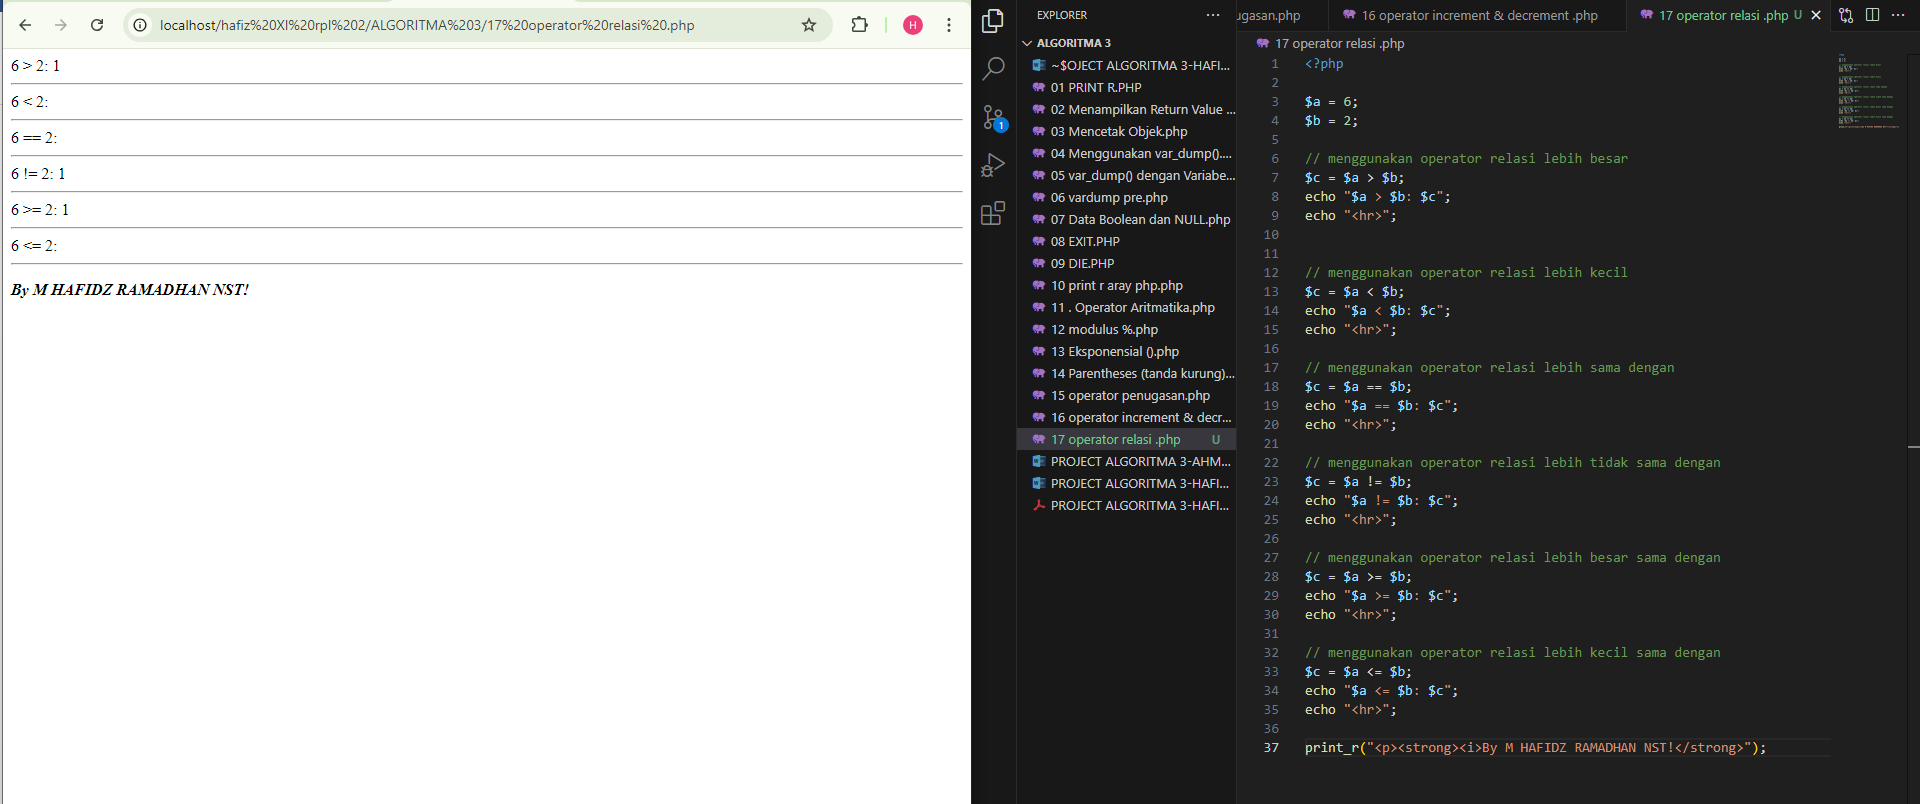 localhost/hafiz%20XI%20rpl%202/ALGORITMA%203/17%20operator%20relasi%20.php
H
6 > 2: 1
6 < 2:
6 == 2:
6 != 2: 1
6 >= 2: 1
6 <= 2:
By M HAFIDZ RAMADHAN NST!
1
EXPLORER
ALGORITMA 3
~$OJECT ALGORITMA 3-HAFI...
01 PRINT R.PHP
02 Menampilkan Return Value ...
03 Mencetak Objek.php
04 Menggunakan var_dump()....
05 var_dump() dengan Variabe...
06 vardump pre.php
07 Data Boolean dan NULL.php
08 EXIT.PHP
09 DIE.PHP
10 print r aray php.php
11 . Operator Aritmatika.php
12 modulus %.php
13 Eksponensial ().php
14 Parentheses (tanda kurung)...
15 operator penugasan.php
16 operator increment & decr...
17 operator relasi .php U
PROJECT ALGORITMA 3-AHM...
PROJECT ALGORITMA 3-HAFI...
PROJECT ALGORITMA 3-HAFI...
ugasan.php 16 operator increment & decrement .php 17 operator relasi .php U
17 operator relasi .php
1 <?php
2
3 $a = 6;
4 $b = 2;
5
6 // menggunakan operator relasi lebih besar
7 $c = $a > $b;
8 echo "$a > $b: $c";
9 echo "<hr>";
10
11
12 // menggunakan operator relasi lebih kecil
13 $c = $a < $b;
14 echo "$a < $b: $c";
15 echo "<hr>";
16
17 // menggunakan operator relasi lebih sama dengan
18 $c = $a == $b;
19 echo "$a == $b: $c";
20 echo "<hr>";
21
22 // menggunakan operator relasi lebih tidak sama dengan
23 $c = $a != $b;
24 echo "$a != $b: $c";
25 echo "<hr>";
26
27 // menggunakan operator relasi lebih besar sama dengan
28 $c = $a >= $b;
29 echo "$a >= $b: $c";
30 echo "<hr>";
31
32 // menggunakan operator relasi lebih kecil sama dengan
33 $c = $a <= $b;
34 echo "$a <= $b: $c";
35 echo "<hr>";
36
37 print_r("<p><strong><i>By M HAFIDZ RAMADHAN NST!</strong>");